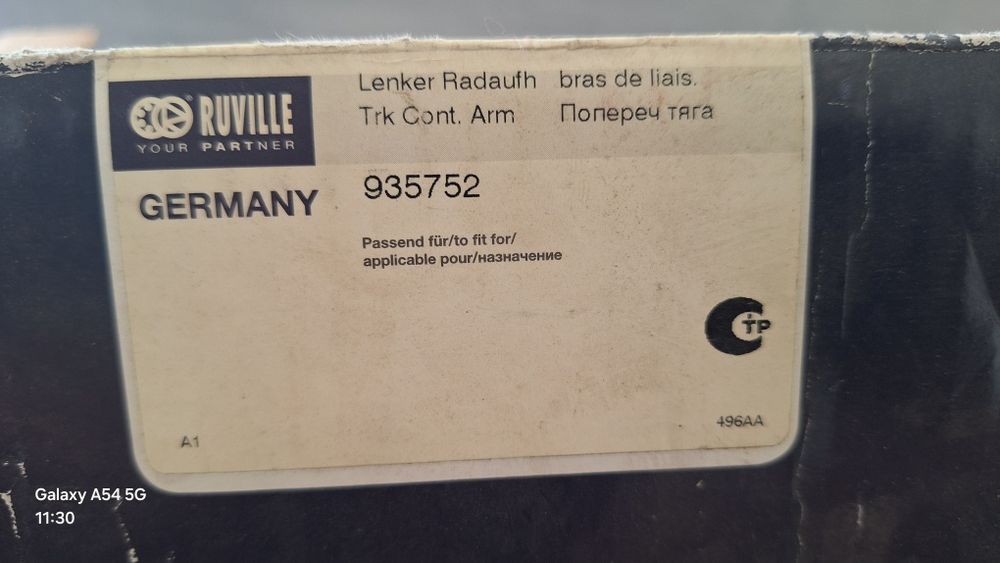 Lenker Radaufh bras de liais.
Trk Cont. Arm Попереч тяга
RUVILLE
YOUR PARTNER
GERMANY
935752
Passend für/to fit for/
applicable pour/назначение
TP
A1
496AA
Galaxy A54 5G
11:30